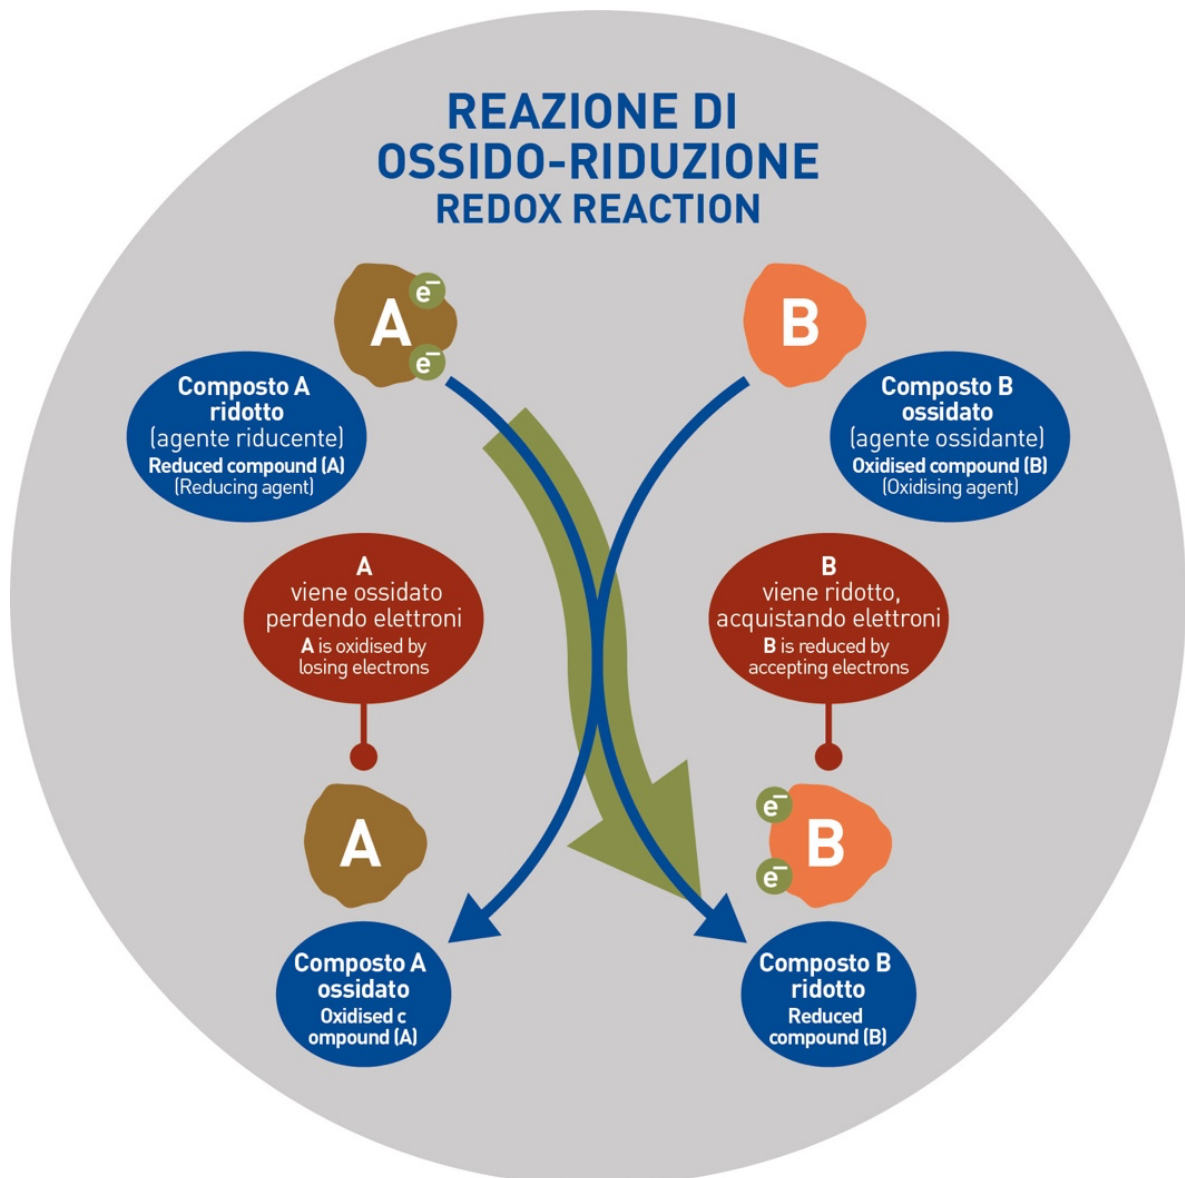 REAZIONE DI
OSSIDO-RIDUZIONE
REDOX REACTION
A
e−
e−
B
Composto A
ridotto
(agente riducente)
Reduced compound (A)
(Reducing agent)
Composto B
ossidato
(agente ossidante)
Oxidised compound (B)
(Oxidising agent)
A
viene ossidato
perdendo elettroni
A is oxidised by
losing electrons
B
viene ridotto,
acquistando elettroni
B is reduced by
accepting electrons
A
e−
e−
B
Composto A
ossidato
Oxidised c
ompound (A)
Composto B
ridotto
Reduced
compound (B)